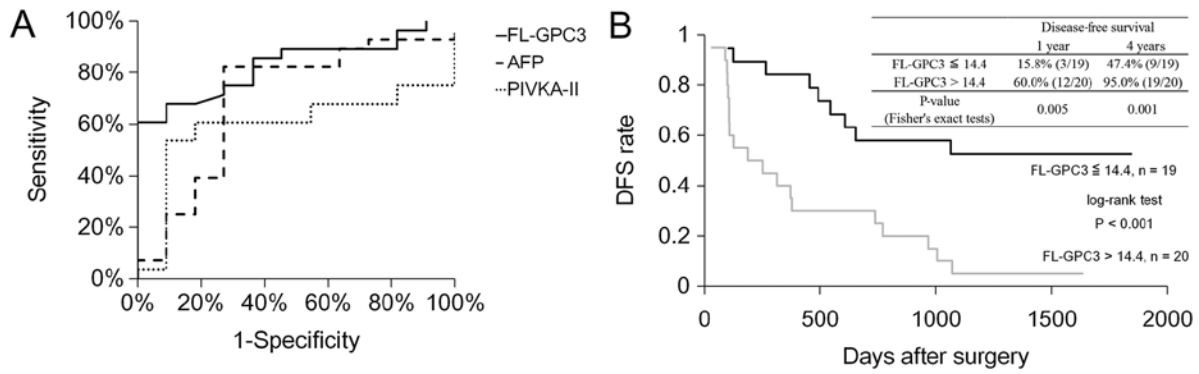 A
100%
80%
60%
40%
20%
0%
Sensitivity
0% 20% 40% 60% 80% 100%
1-Specificity
FL-GPC3
AFP
PIVKA-II
B
1
0.8
0.6
0.4
0.2
0
DFS rate
0 500 1000 1500 2000
Days after surgery
Disease-free survival
1 year 4 years
FL-GPC3 ≦ 14.4 15.8% (3/19) 47.4% (9/19)
FL-GPC3 > 14.4 60.0% (12/20) 95.0% (19/20)
P-value
(Fisher's exact tests) 0.005 0.001
FL-GPC3 ≦ 14.4, n = 19
log-rank test
P < 0.001
FL-GPC3 > 14.4, n = 20